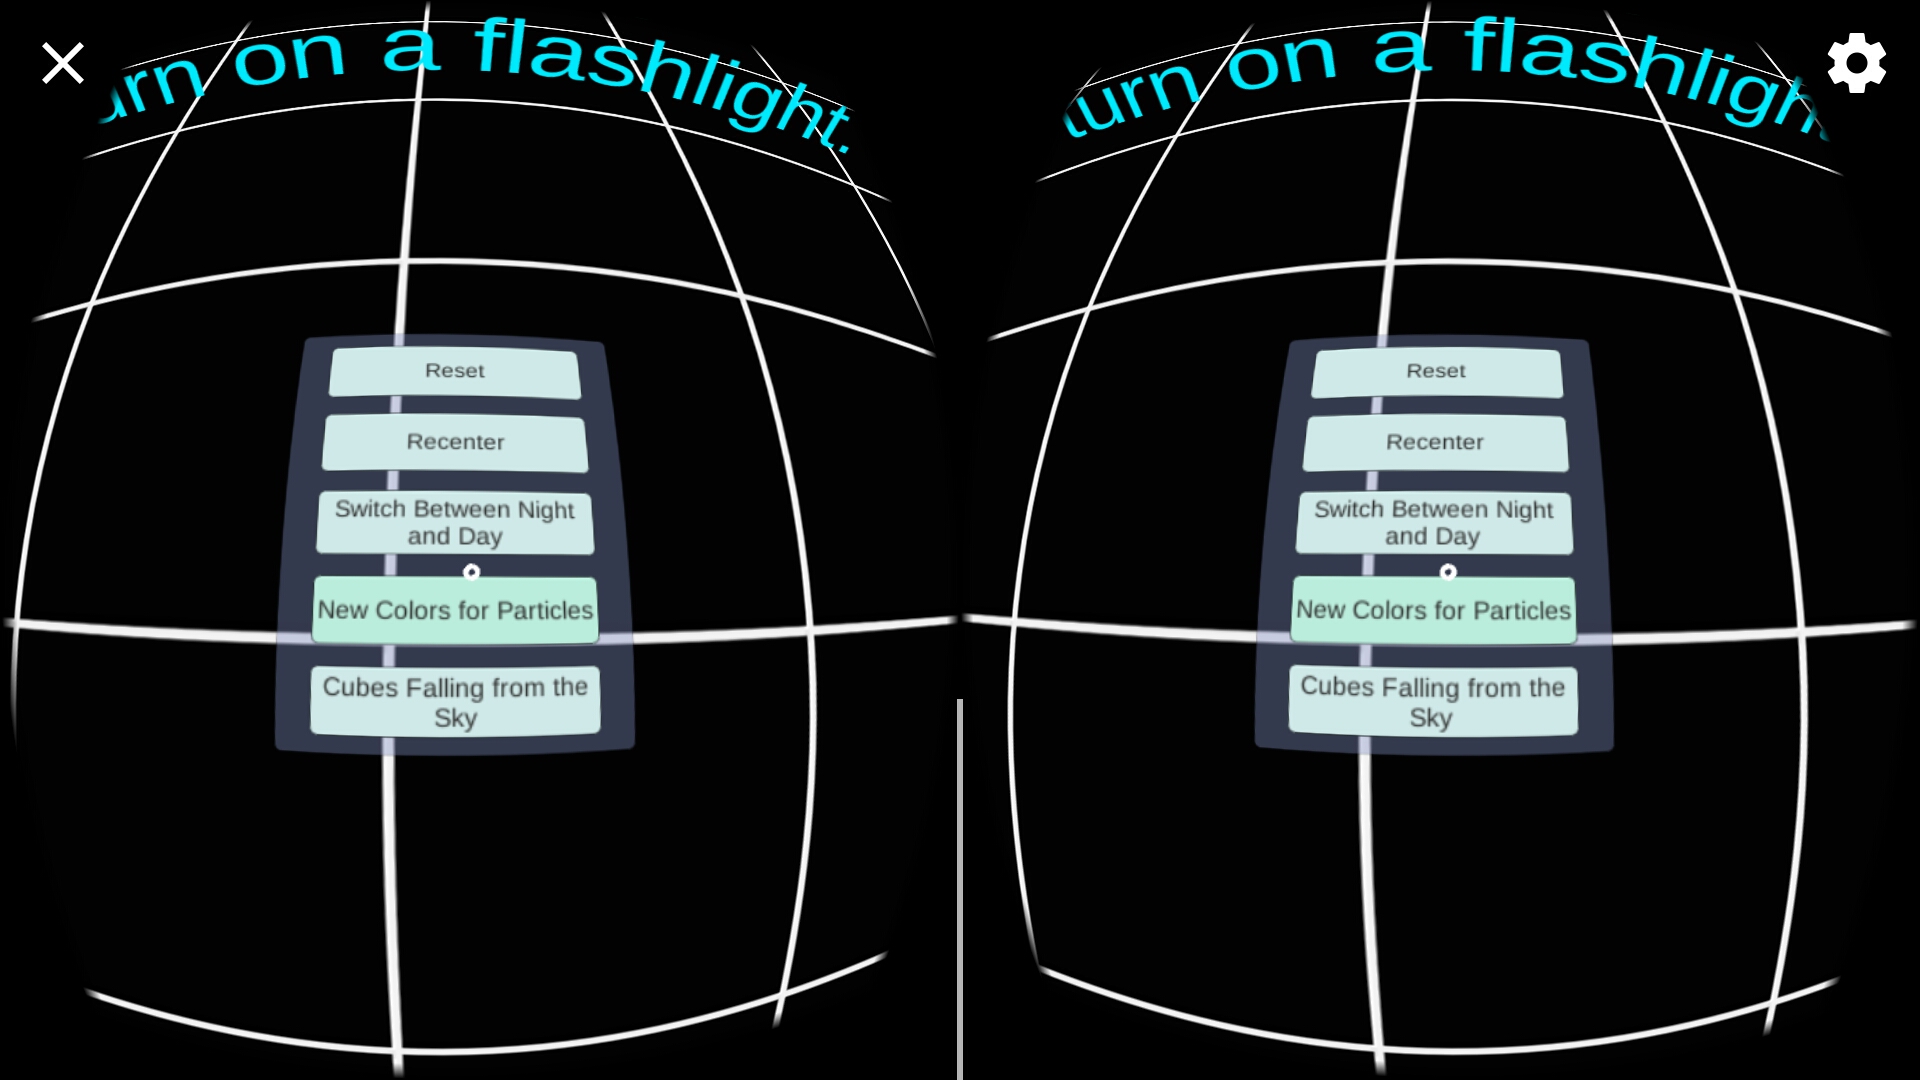 urn on a flashlight.
turn on a flashligh
Reset
Recenter
Switch Between Night
and Day
New Colors for Particles
Cubes Falling from the
Sky
Reset
Recenter
Switch Between Night
and Day
New Colors for Particles
Cubes Falling from the
Sky